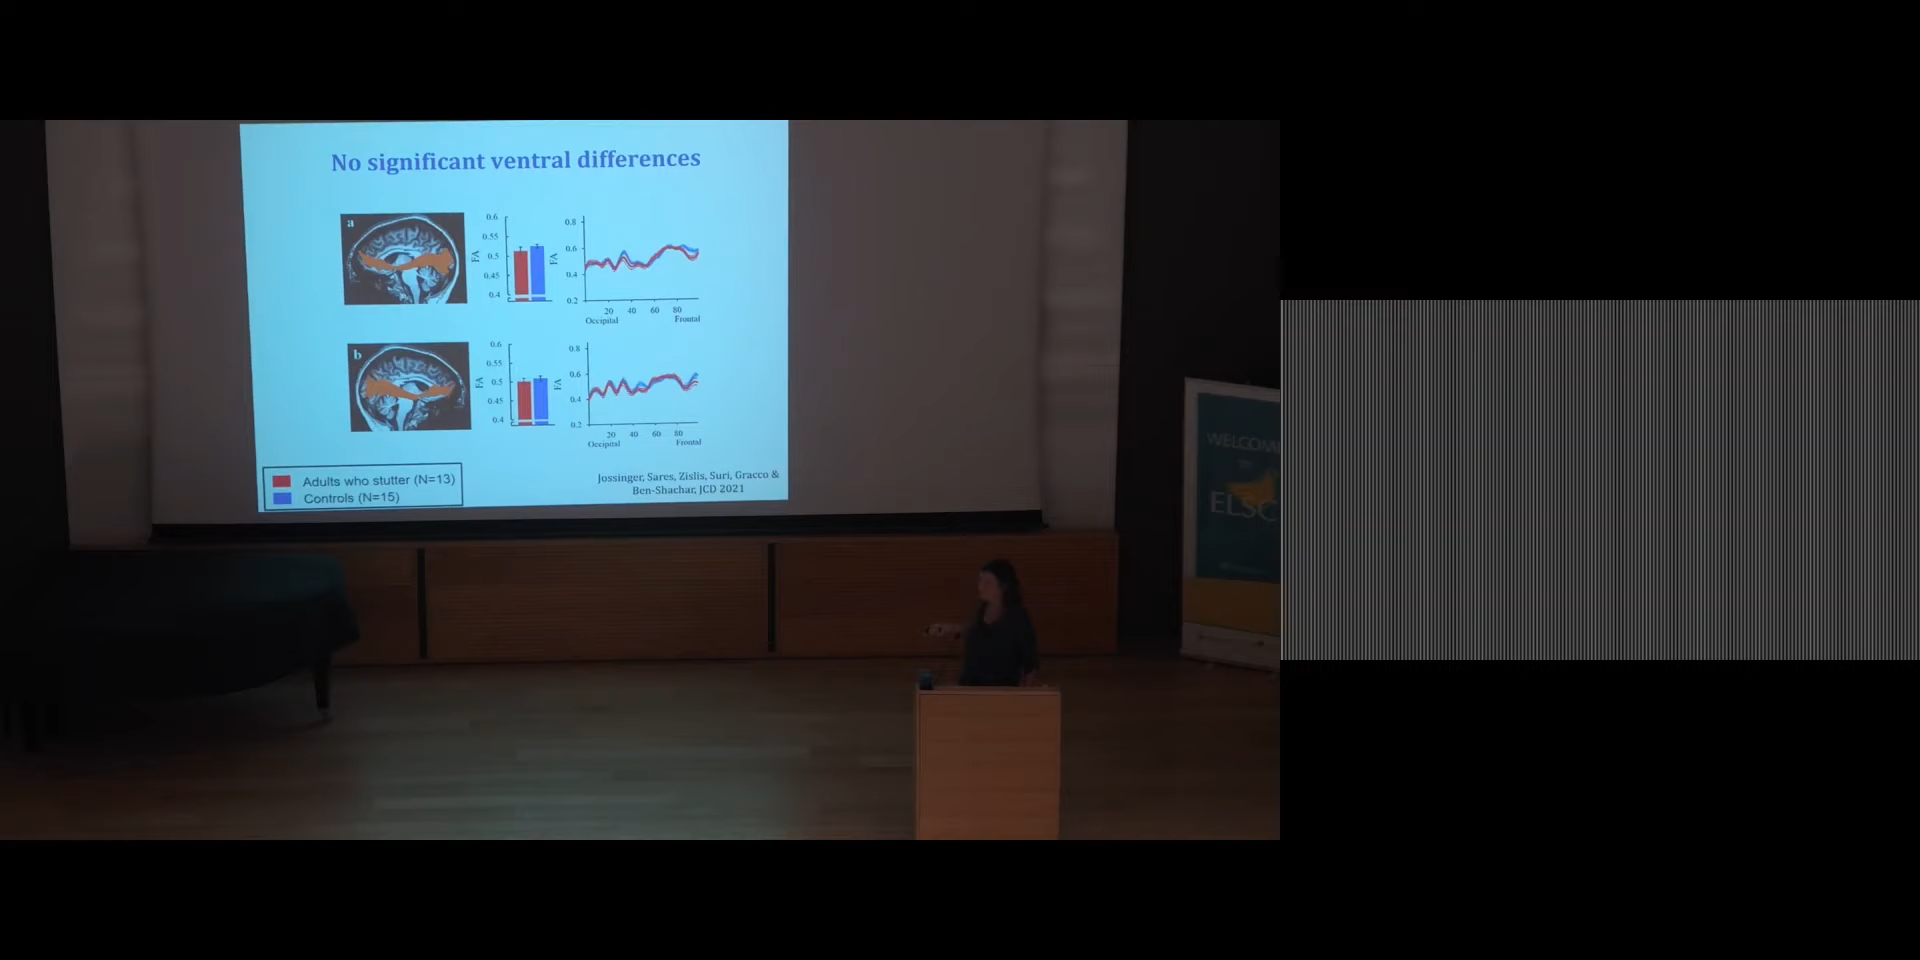 No significant ventral differences
a
0.6
0.55
0.5
0.45
0.4
FA
0.8
0.6
0.4
0.2
FA
20 40 60 80
Occipital Frontal
b
0.6
0.55
0.5
0.45
0.4
FA
0.8
0.6
0.4
0.2
FA
20 40 60 80
Occipital Frontal
Adults who stutter (N=13)
Controls (N=15)
Jossinger, Sares, Zislis, Suri, Gracco &
Ben-Shachar, JCD 2021
WELCOM
ELSC